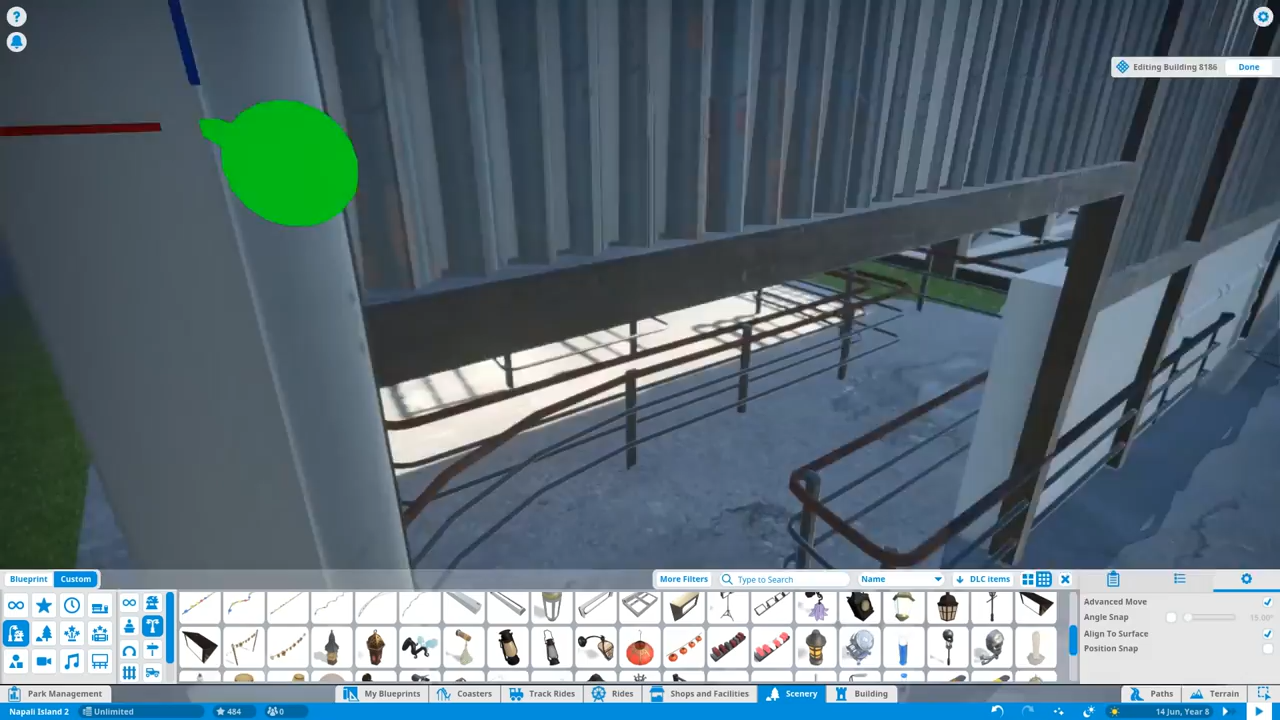 ?
Editing Building 8186 Done
Blueprint Custom More Filters Type to Search Name DLC items
Advanced Move
Angle Snap 15.00°
Align To Surface
Position Snap
Park Management My Blueprints Coasters Track Rides Rides Shops and Facilities Scenery Building Paths Terrain
Napali Island 2 Unlimited 484 0 14 Jun, Year 8